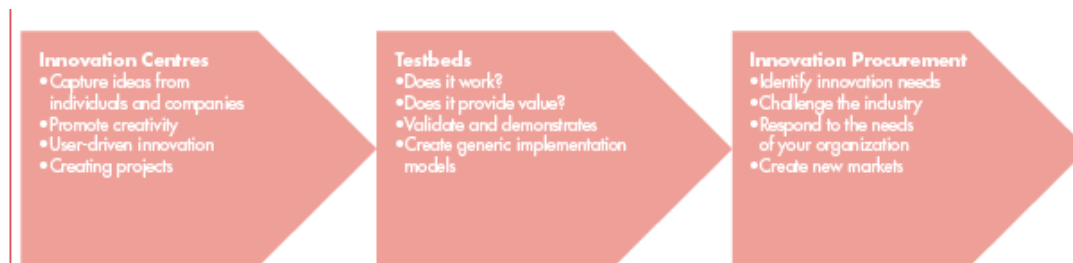 Innovation Centres
•Capture ideas from
individuals and companies
•Promote creativity
•User-driven innovation
•Creating projects
Testbeds
•Does it work?
•Does it provide value?
•Validate and demonstrates
•Create generic implementation
models
Innovation Procurement
•Identify innovation needs
•Challenge the industry
•Respond to the needs
of your organization
•Create new markets